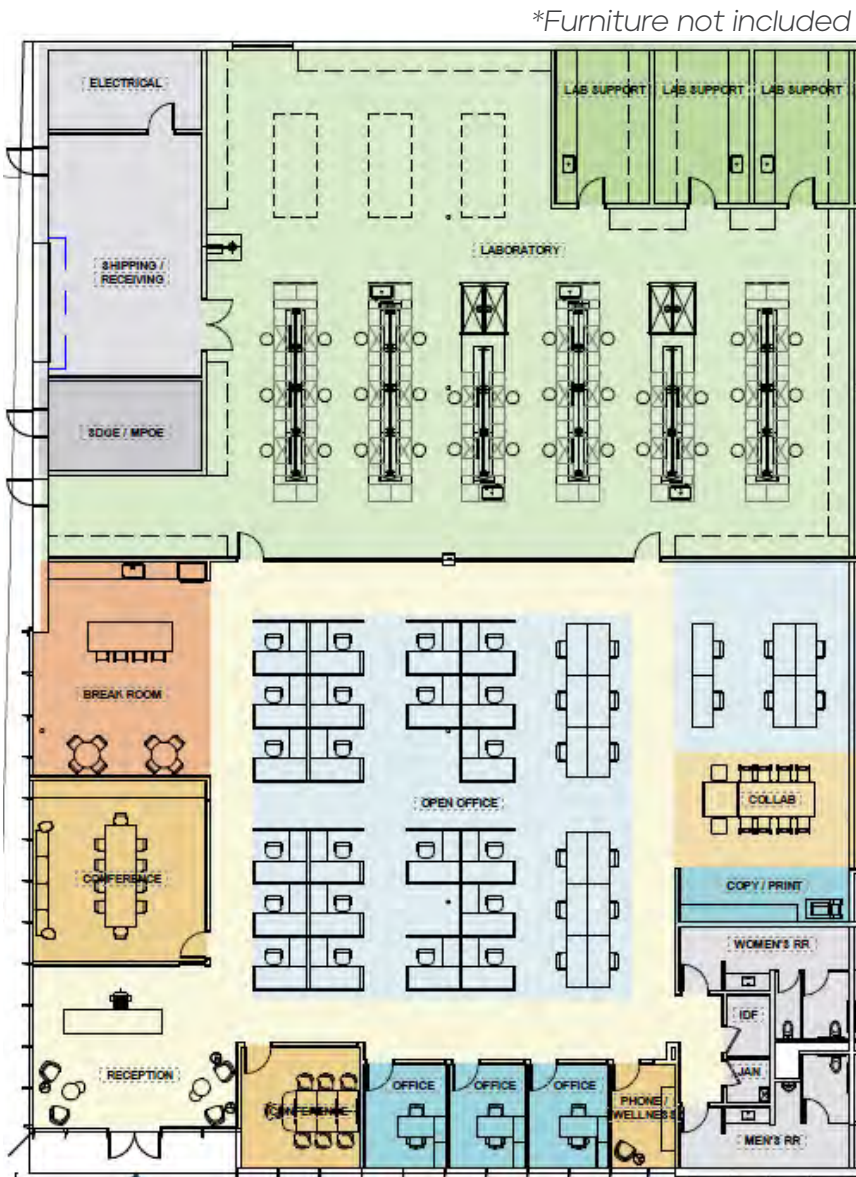 *Furniture not included
ELECTRICAL
LAB SUPPORT
LAB SUPPORT
LAB SUPPORT
LABORATORY
SHIPPING /
RECEIVING
SDGE / MPOE
BREAK ROOM
OPEN OFFICE
COLLAB
CONFERENCE
COPY / PRINT
WOMEN'S RR
IDF
RECEPTION
JAN
OFFICE
OFFICE
OFFICE
CONFERENCE
PHONE /
WELLNESS
MEN'S RR